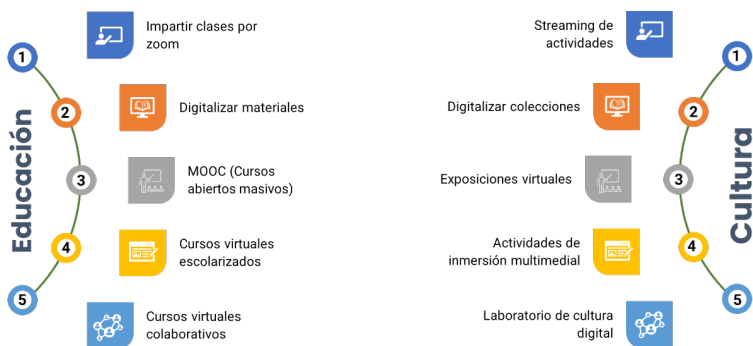 Educación
1
Impartir clases por
zoom
2
Digitalizar materiales
3
MOOC (Cursos
abiertos masivos)
4
Cursos virtuales
escolarizados
5
Cursos virtuales
colaborativos
Cultura
Streaming de
actividades
1
Digitalizar colecciones
2
Exposiciones virtuales
3
Actividades de
inmersión multimedial
4
Laboratorio de cultura
digital
5